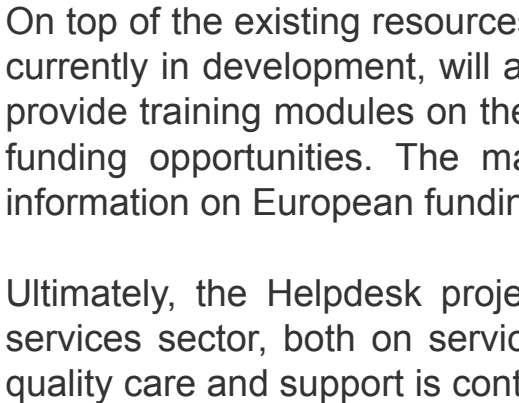 On top of the existing resources
currently in development, will a
provide training modules on the
funding opportunities. The ma
information on European fundin
Ultimately, the Helpdesk proje
services sector, both on servic
quality care and support is cont